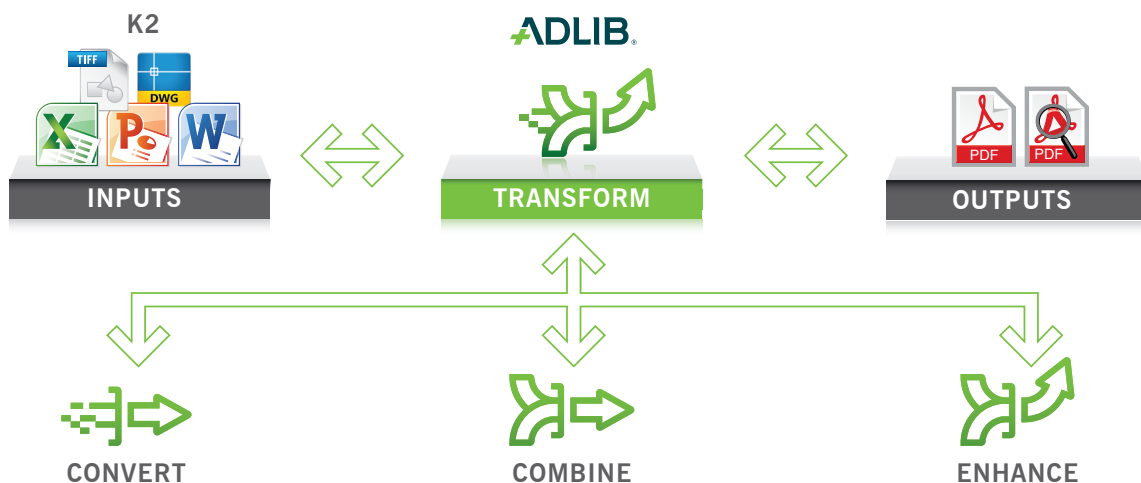 K2
ADLIB®
TIFF
DWG
X
P
W
PDF
PDF
INPUTS
TRANSFORM
OUTPUTS
CONVERT
COMBINE
ENHANCE